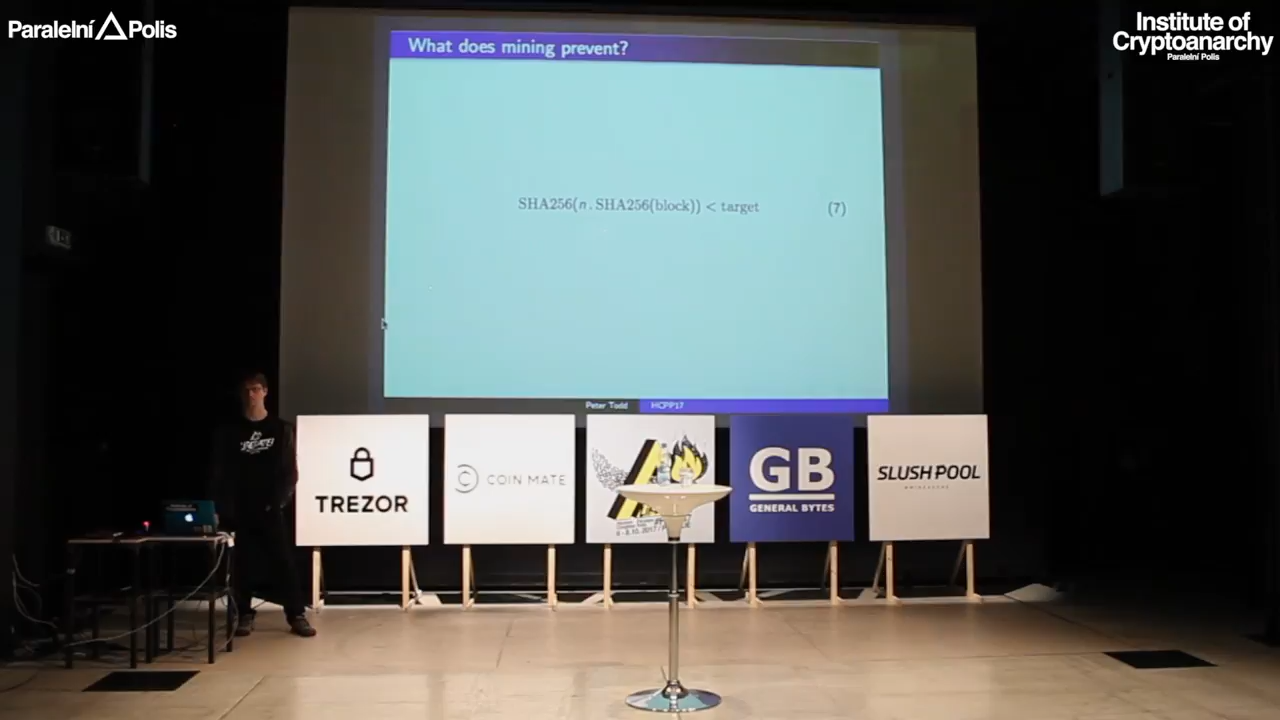 Paralelní Polis
Institute of
Cryptoanarchy
Paralelní Polis
What does mining prevent?
SHA256(n . SHA256(block)) < target (7)
Peter Todd HCPP17
TREZOR
COIN MATE
GB
GENERAL BYTES
SLUSH POOL